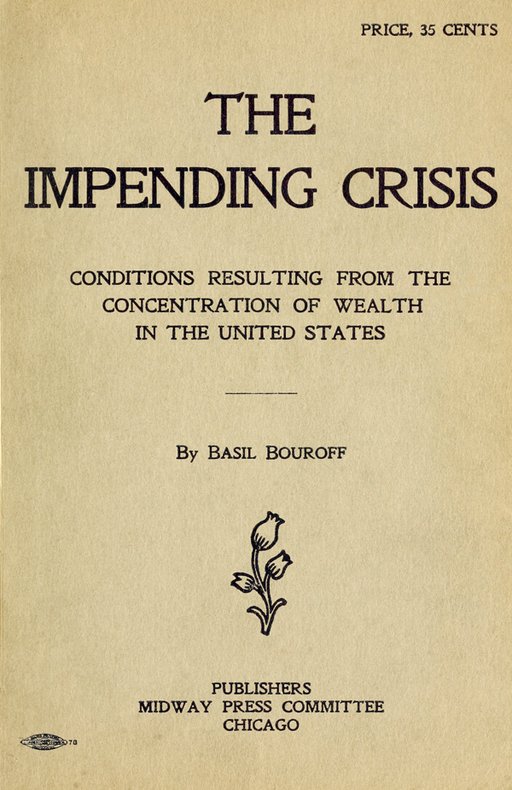 PRICE, 35 CENTS
THE
IMPENDING CRISIS
CONDITIONS RESULTING FROM THE
CONCENTRATION OF WEALTH
IN THE UNITED STATES
By BASIL BOUROFF
PUBLISHERS
MIDWAY PRESS COMMITTEE
CHICAGO